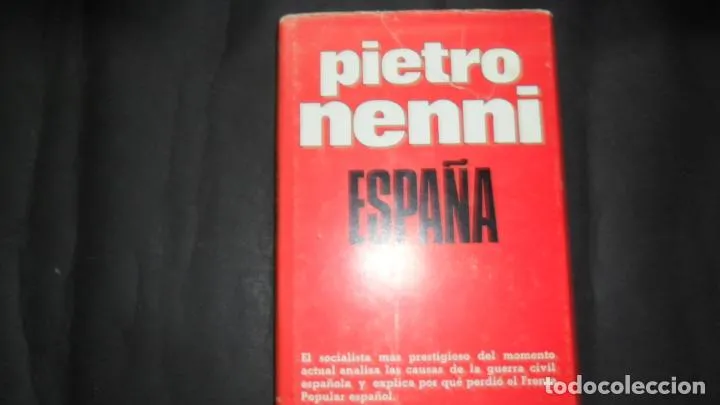 pietro
nenni
ESPAÑA
El socialista más prestigioso del momento
actual analisa las causas de la guerra civil
española y explica por qué perdió el Frente
Popular español.
todocoleccion